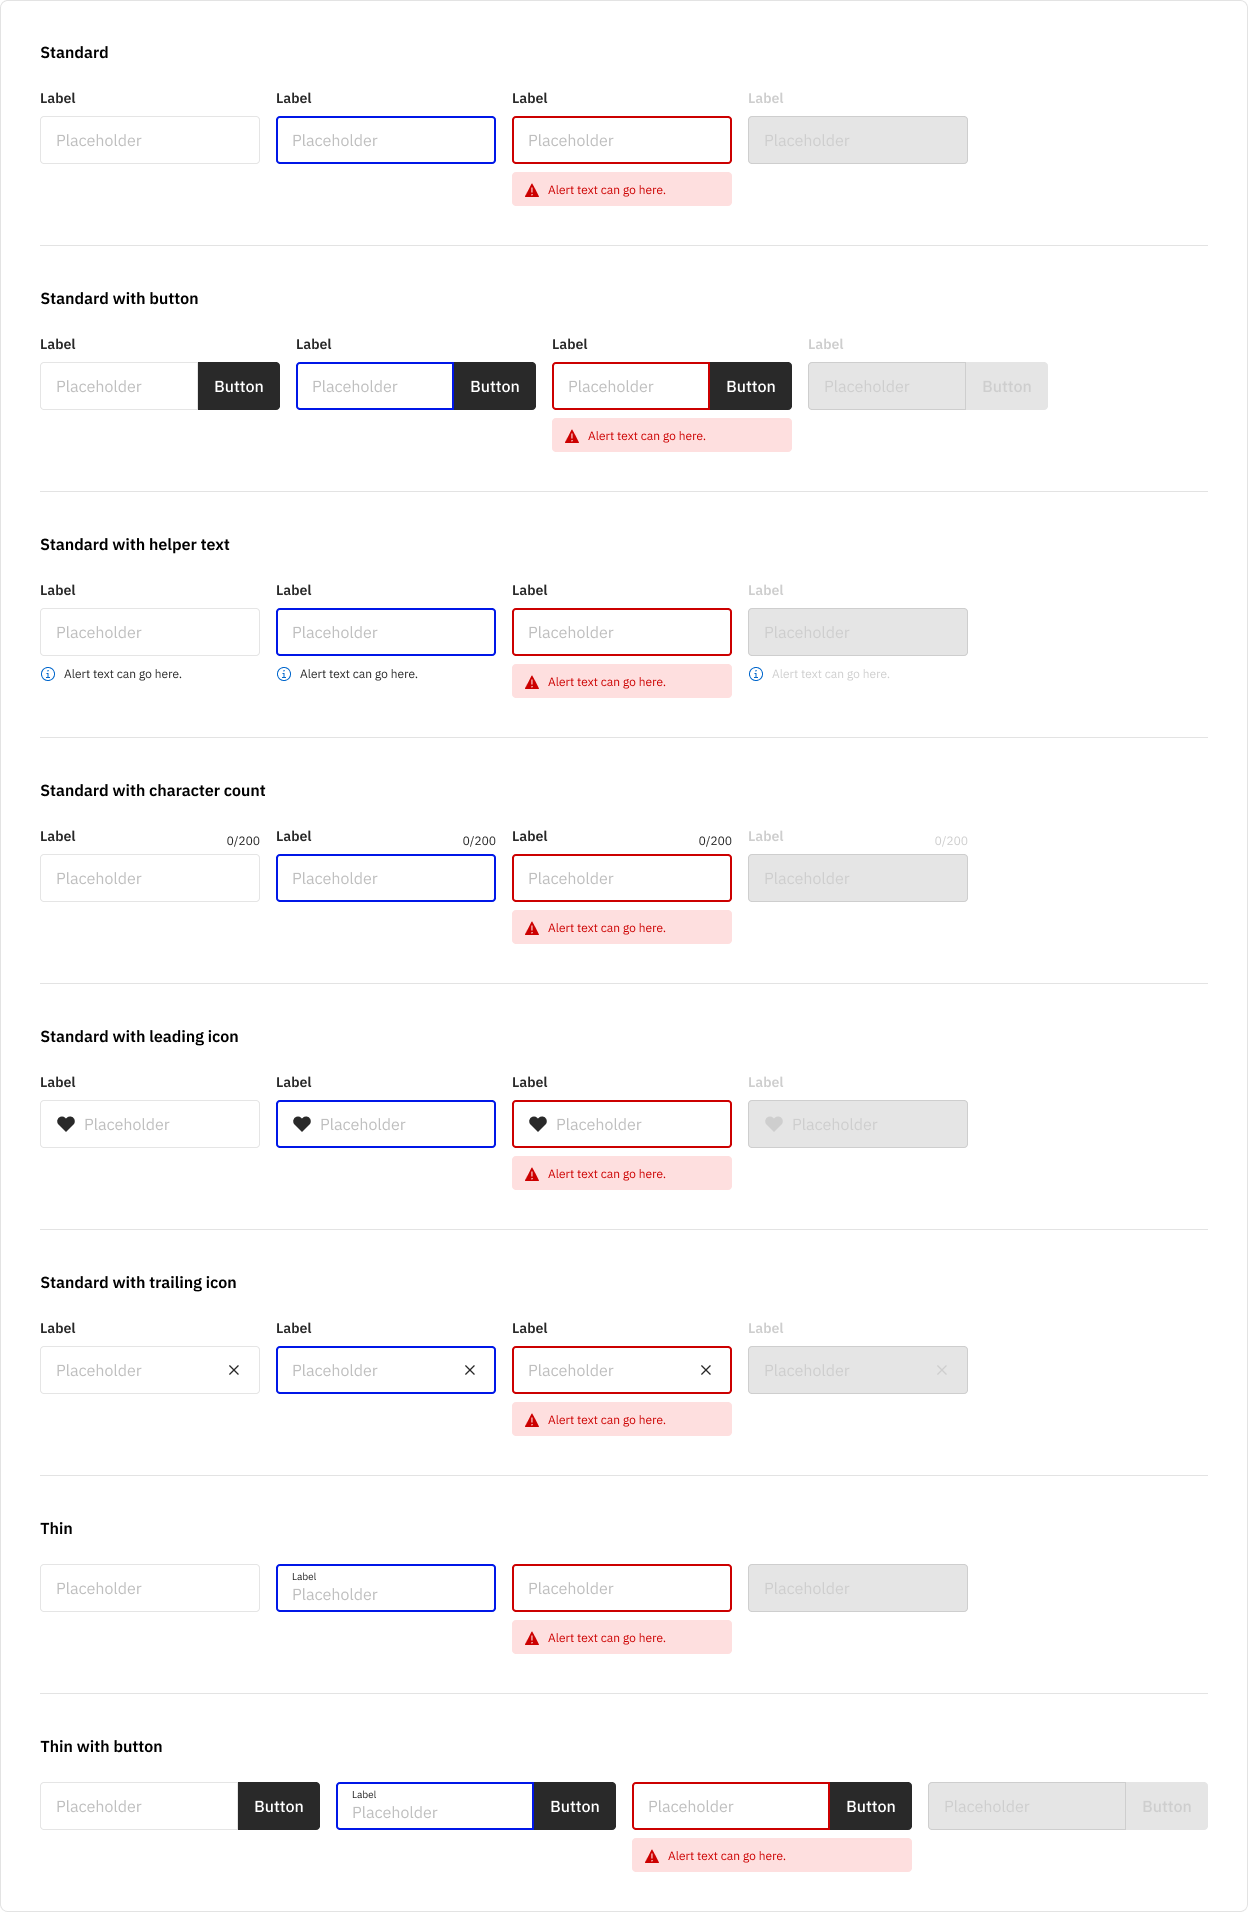 Standard
Label Label Label Label
Placeholder Placeholder Placeholder Placeholder
Alert text can go here.
Standard with button
Label Label Label Label
Placeholder Button Placeholder Button Placeholder Button Placeholder Button
Alert text can go here.
Standard with helper text
Label Label Label Label
Placeholder Placeholder Placeholder Placeholder
Alert text can go here. Alert text can go here. Alert text can go here. Alert text can go here.
Standard with character count
Label 0/200 Label 0/200 Label 0/200 Label 0/200
Placeholder Placeholder Placeholder Placeholder
Alert text can go here.
Standard with leading icon
Label Label Label Label
Placeholder Placeholder Placeholder Placeholder
Alert text can go here.
Standard with trailing icon
Label Label Label Label
Placeholder Placeholder Placeholder Placeholder
Alert text can go here.
Thin
Label
Placeholder Placeholder Placeholder Placeholder
Alert text can go here.
Thin with button
Label
Placeholder Button Placeholder Button Placeholder Button Placeholder Button
Alert text can go here.